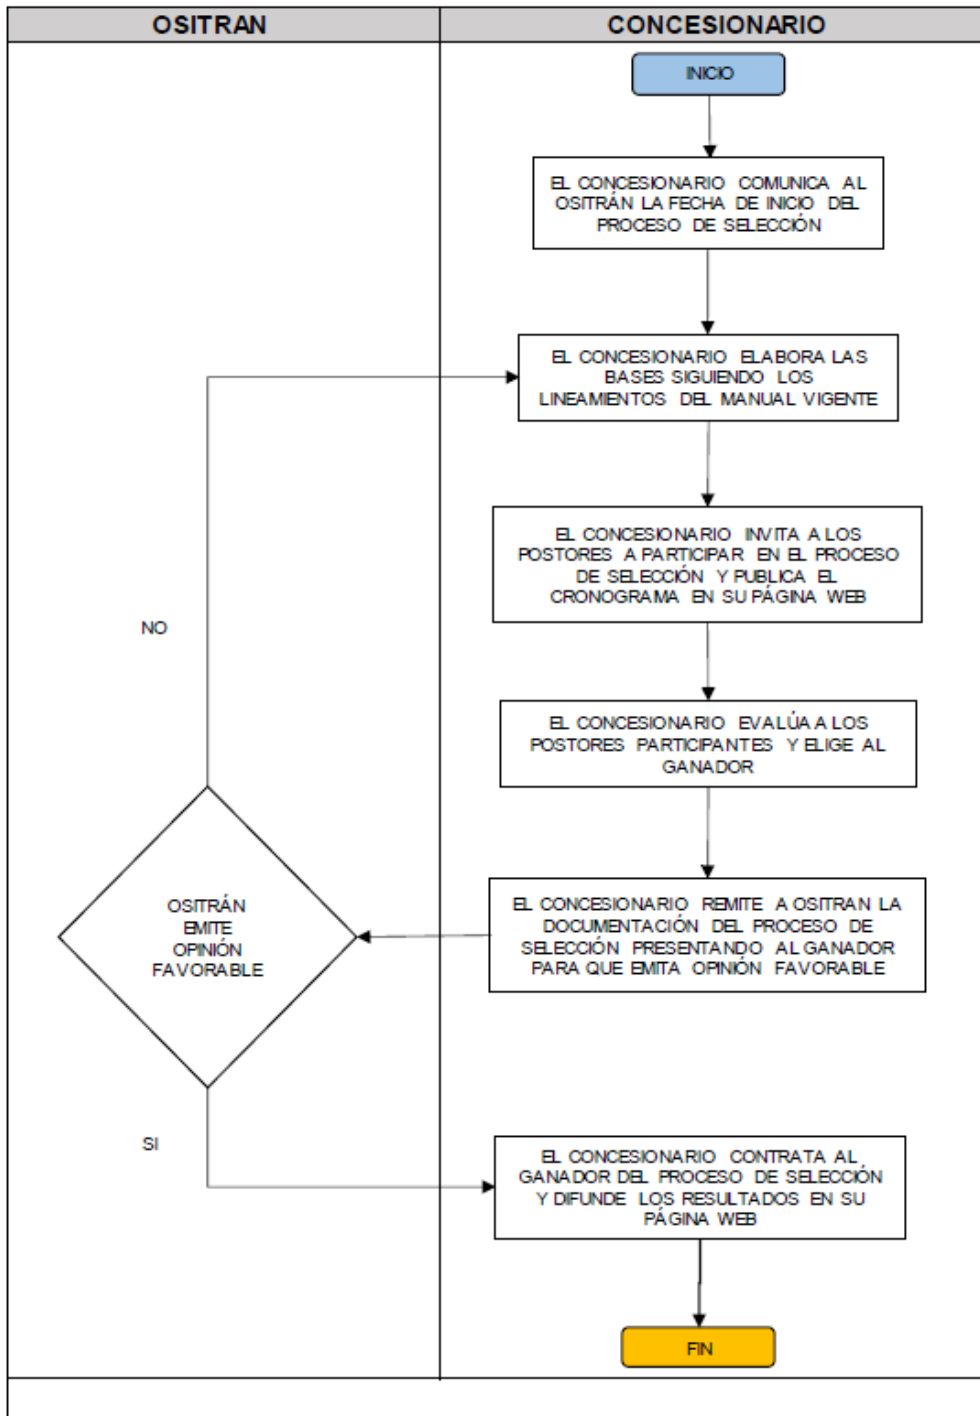 OSITRAN
CONCESIONARIO
INICIO
EL CONCESIONARIO COMUNICA AL
OSITRÁN LA FECHA DE INICIO DEL
PROCESO DE SELECCIÓN
EL CONCESIONARIO ELABORA LAS
BASES SIGUIENDO LOS
LINEAMIENTOS DEL MANUAL VIGENTE
EL CONCESIONARIO INVITA A LOS
POSTORES A PARTICIPAR EN EL PROCESO
DE SELECCIÓN Y PUBLICA EL
CRONOGRAMA EN SU PÁGINA WEB
NO
EL CONCESIONARIO EVALÚA A LOS
POSTORES PARTICIPANTES Y ELIGE AL
GANADOR
OSITRÁN
EMITE
OPINIÓN
FAVORABLE
EL CONCESIONARIO REMITE A OSITRAN LA
DOCUMENTACIÓN DEL PROCESO DE
SELECCIÓN PRESENTANDO AL GANADOR
PARA QUE EMITA OPINIÓN FAVORABLE
SI
EL CONCESIONARIO CONTRATA AL
GANADOR DEL PROCESO DE SELECCIÓN
Y DIFUNDE LOS RESULTADOS EN SU
PÁGINA WEB
FIN